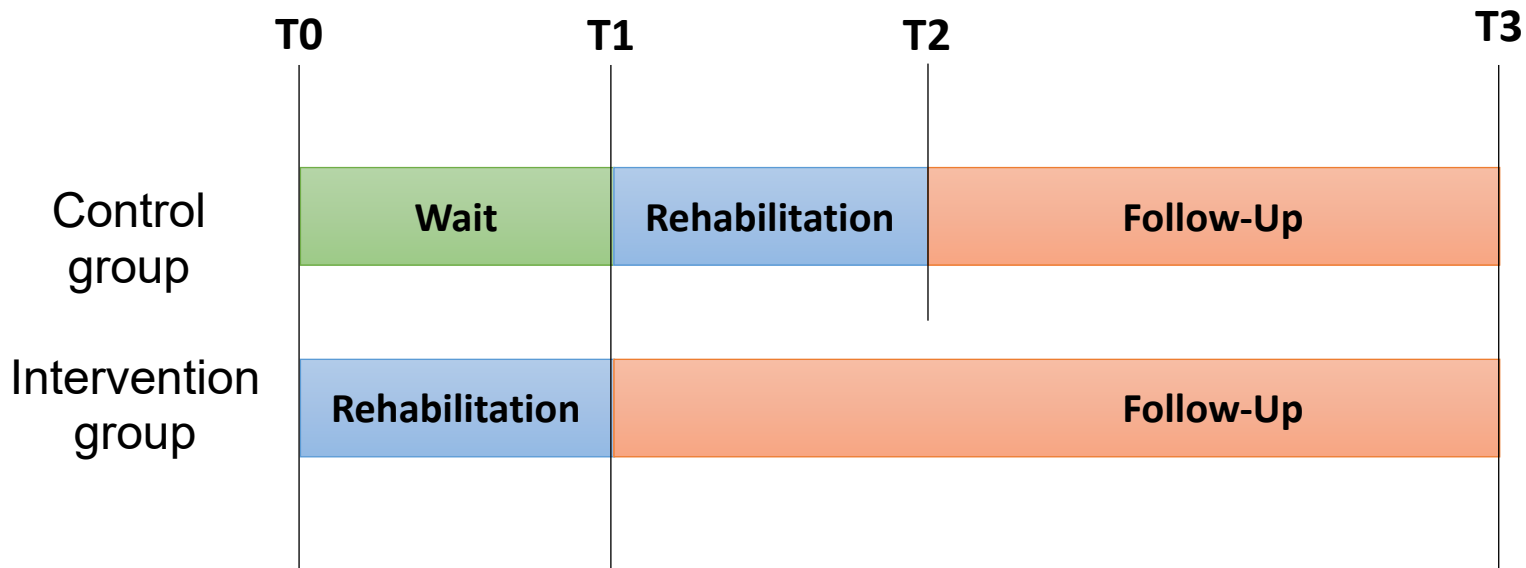 T0 T1 T2 T3
Control
group
Wait Rehabilitation Follow-Up
Intervention
group
Rehabilitation Follow-Up